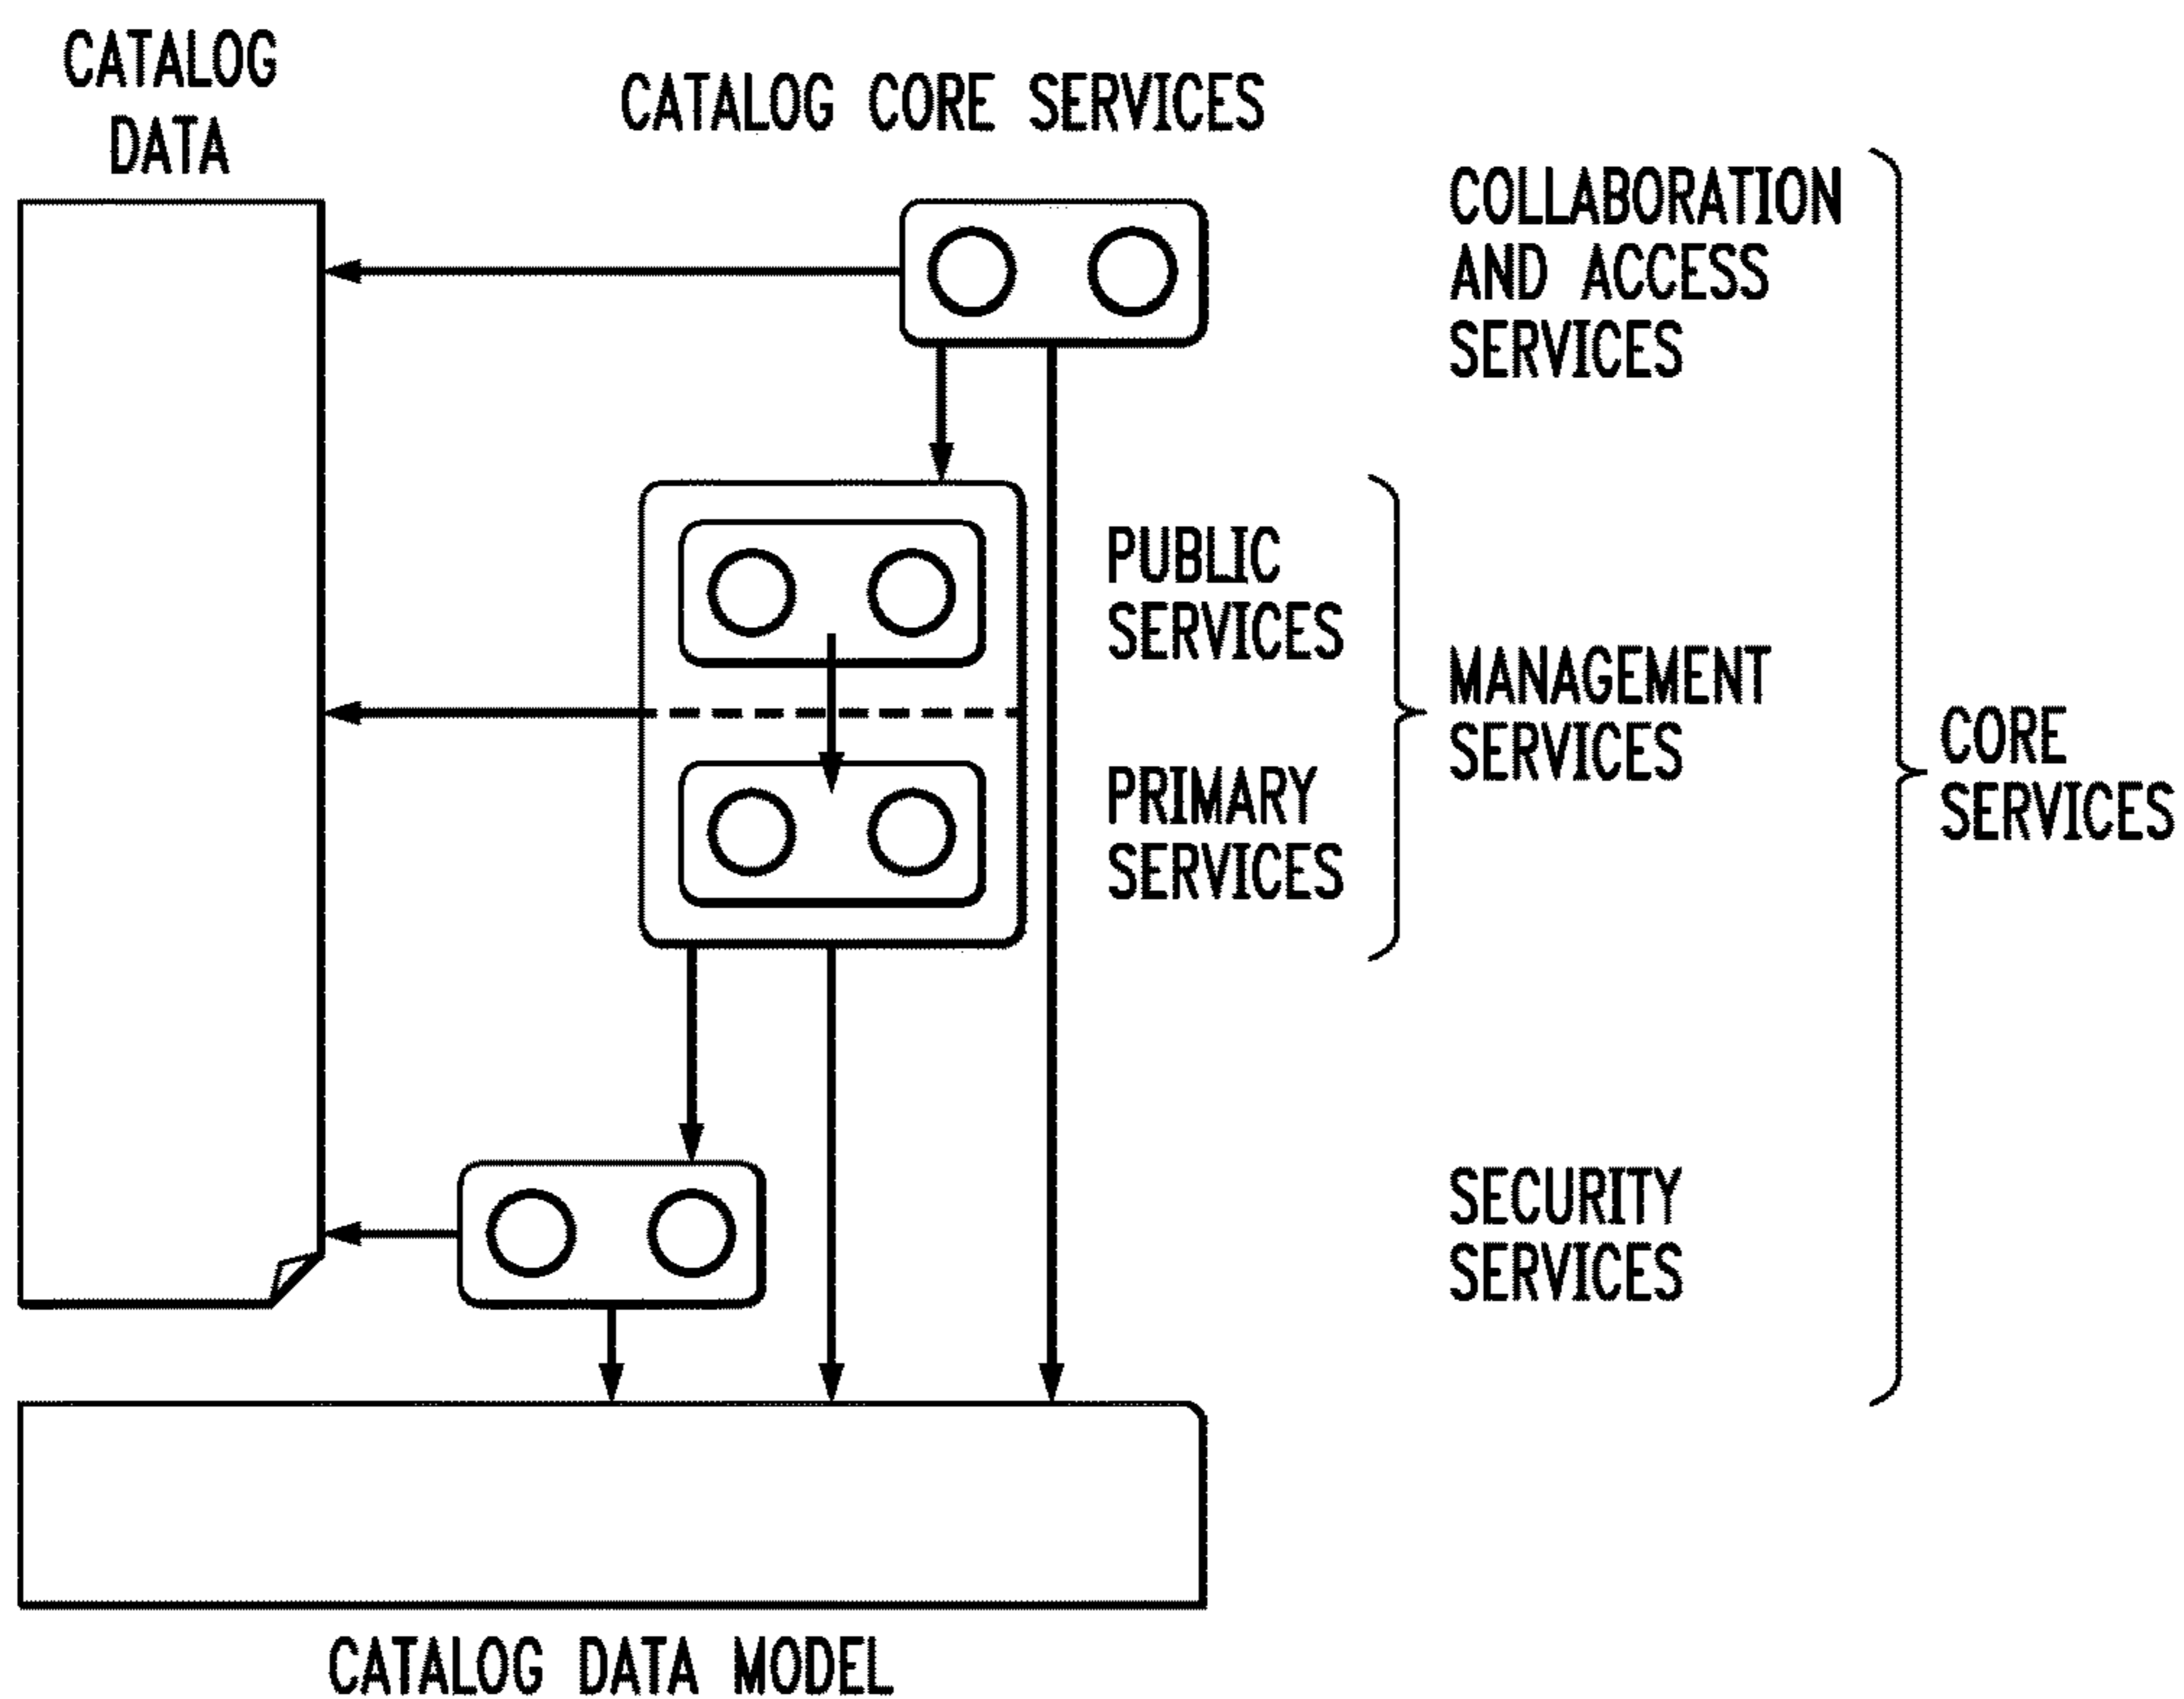 CATALOG
DATA
CATALOG CORE SERVICES
COLLABORATION
AND ACCESS
SERVICES
PUBLIC
SERVICES
MANAGEMENT
SERVICES
PRIMARY
SERVICES
CORE
SERVICES
SECURITY
SERVICES
CATALOG DATA MODEL